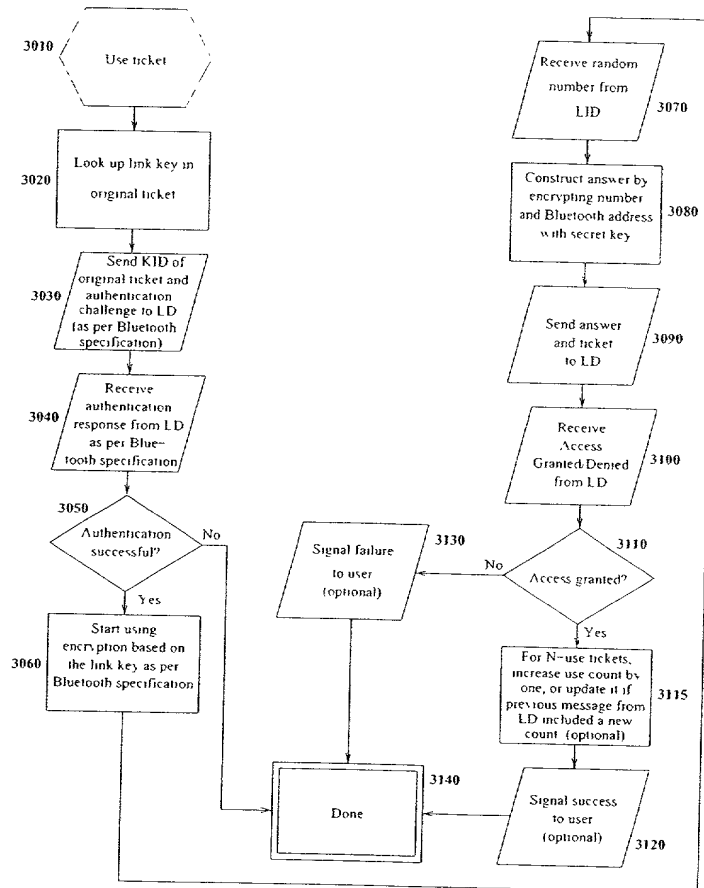 3010
Use ticket
3020
Look up link key in
original ticket
3030
Send KID of
original ticket and
authentication
challenge to LD
(as per Bluetooth
specification)
3040
Receive
authentication
response from LD
as per Blue-
tooth specification
3050
Authentication
successful?
No
Yes
3060
Start using
encryption based on
the link key as per
Bluetooth specification
Receive random
number from
LID
3070
Construct answer by
encrypting number
and Bluetooth address
with secret key
3080
Send answer
and ticket
to LD
3090
Receive
Access
Granted/Denied
from LD
3100
3110
Access granted?
No
Yes
3130
Signal failure
to user
(optional)
For N-use tickets,
increase use count by
one, or update it if
previous message from
LD included a new
count (optional)
3115
Signal success
to user
(optional)
3120
3140
Done